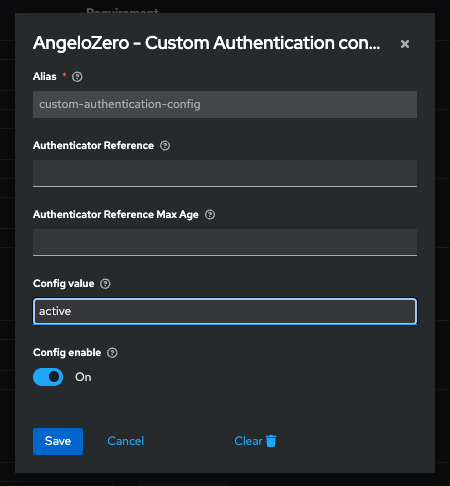 Requirement
AngeloZero - Custom Authentication con...
Alias *
custom-authentication-config
Authenticator Reference
Authenticator Reference Max Age
Config value
active
Config enable
On
Save Cancel Clear